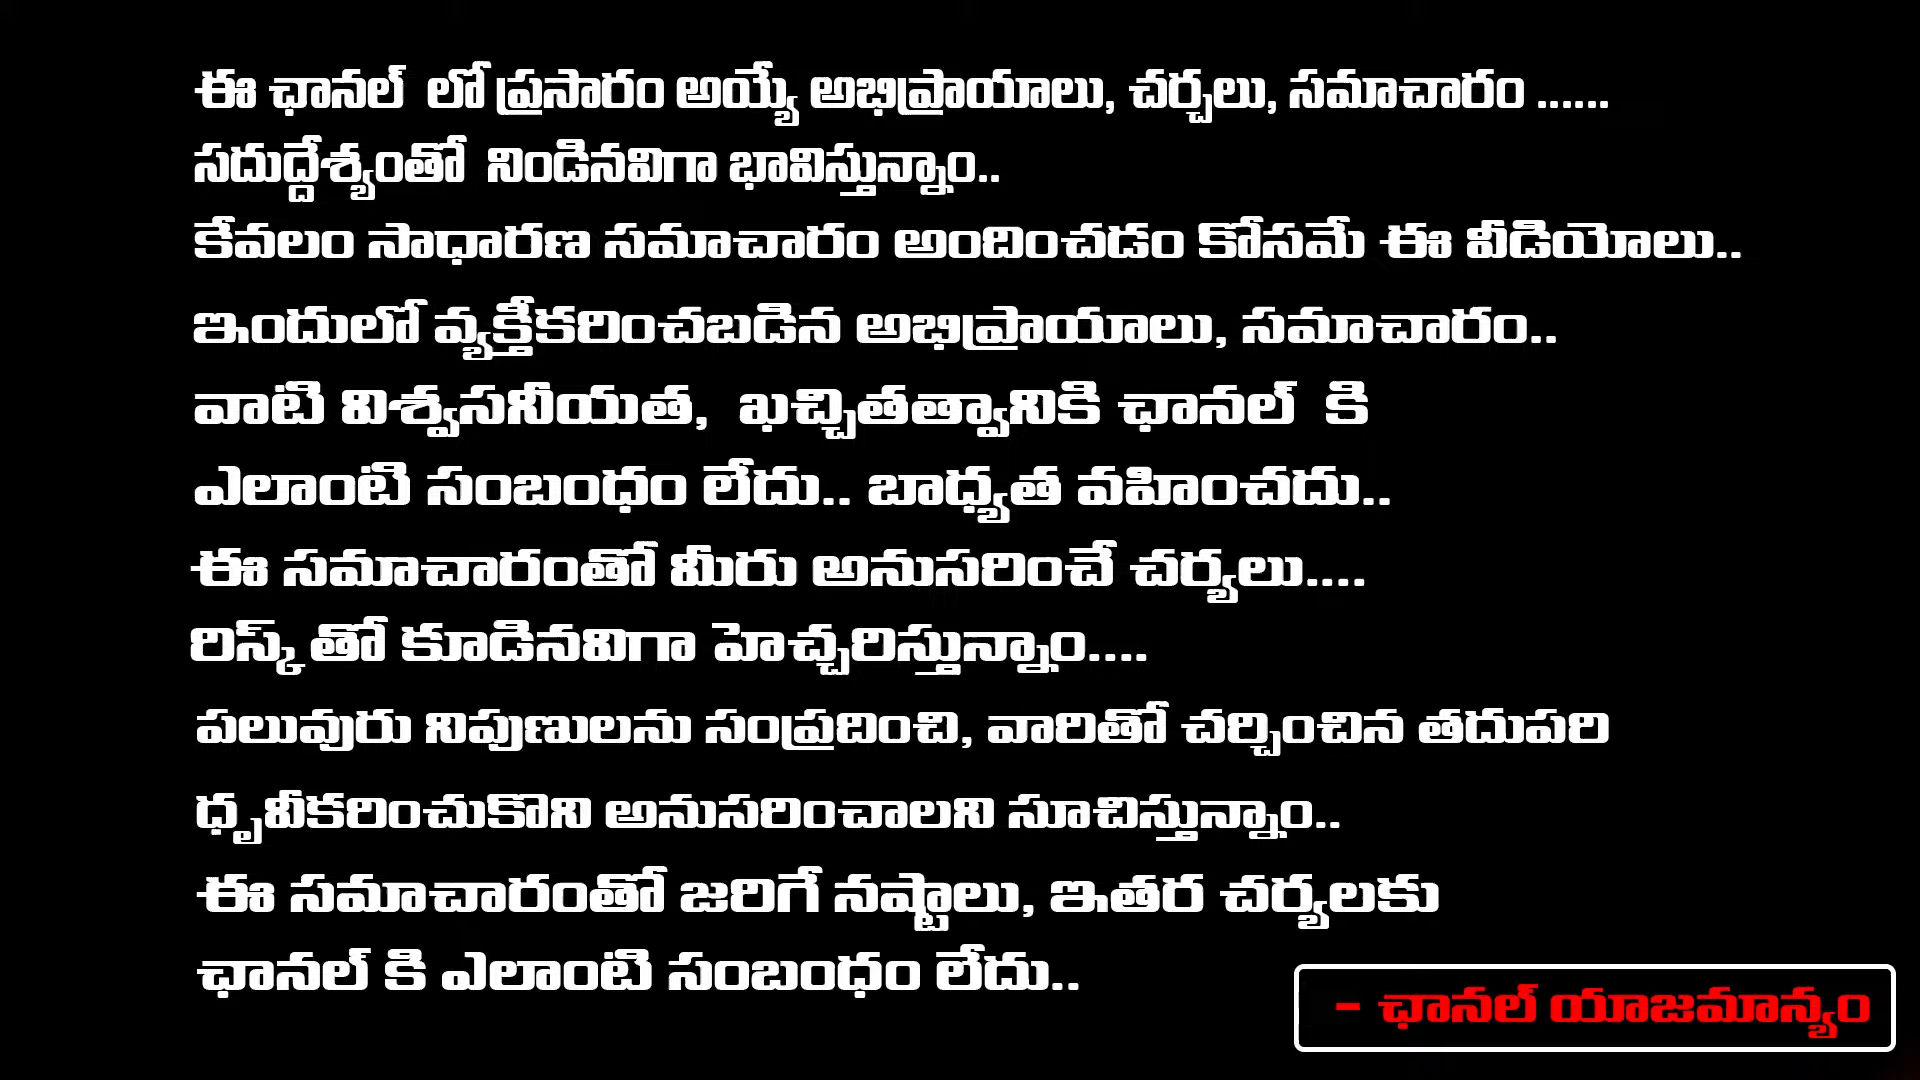 ఈ ఛానల్ లో ప్రసారం అయ్యే అభిప్రాయాలు, చర్చలు, సమాచారం ......
సదుద్దేశ్యంతో నిండినవిగా భావిస్తున్నాం..
కేవలం సాధారణ సమాచారం అందించడం కోసమే ఈ వీడియోలు..
ఇందులో వ్యక్తీకరించబడిన అభిప్రాయాలు, సమాచారం..
వాటి విశ్వసనీయత, ఖచ్చితత్వానికి ఛానల్ కి
ఎలాంటి సంబంధం లేదు.. బాధ్యత వహించదు..
ఈ సమాచారంతో మీరు అనుసరించే చర్యలు....
రిస్క్ తో కూడినవిగా హెచ్చరిస్తున్నాం....
పలువురు నిపుణులను సంప్రదించి, వారితో చర్చించిన తదుపరి
ధృవీకరించుకొని అనుసరించాలని సూచిస్తున్నాం..
ఈ సమాచారంతో జరిగే నష్టాలు, ఇతర చర్యలకు
ఛానల్ కి ఎలాంటి సంబంధం లేదు..
- ఛానల్ యాజమాన్యం